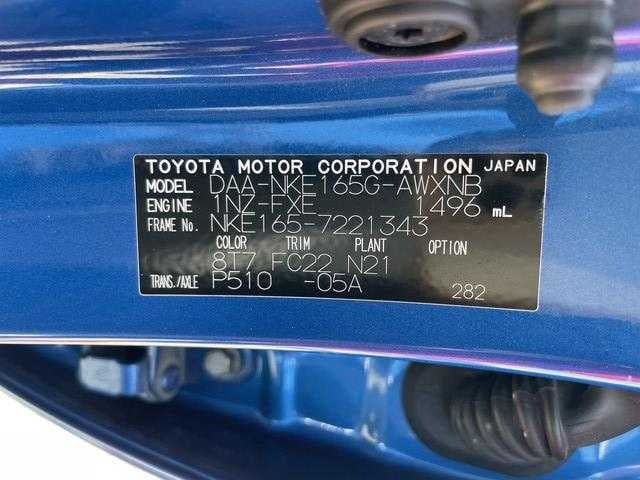 TOYOTA MOTOR CORPORATION JAPAN
MODEL DAA-NKE165G-AWXNB
ENGINE 1NZ-FXE 1496 mL
FRAME No. NKE165-7221343
COLOR TRIM PLANT OPTION
8T7 FC22 N21
TRANS./AXLE P510 -05A 282